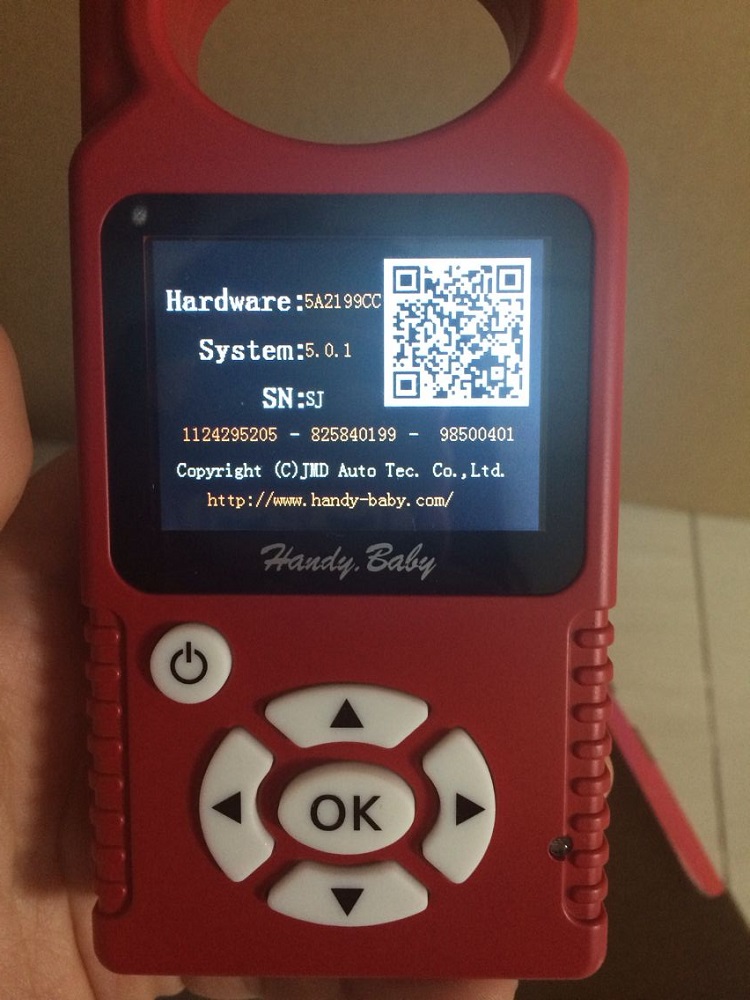 Hardware:5A2199CC
System:5.0.1
SN:SJ
1124295205 - 825840199 - 98500401
Copyright (C)JMD Auto Tec. Co.,Ltd.
http://www.handy-baby.com/
Handy.Baby
OK